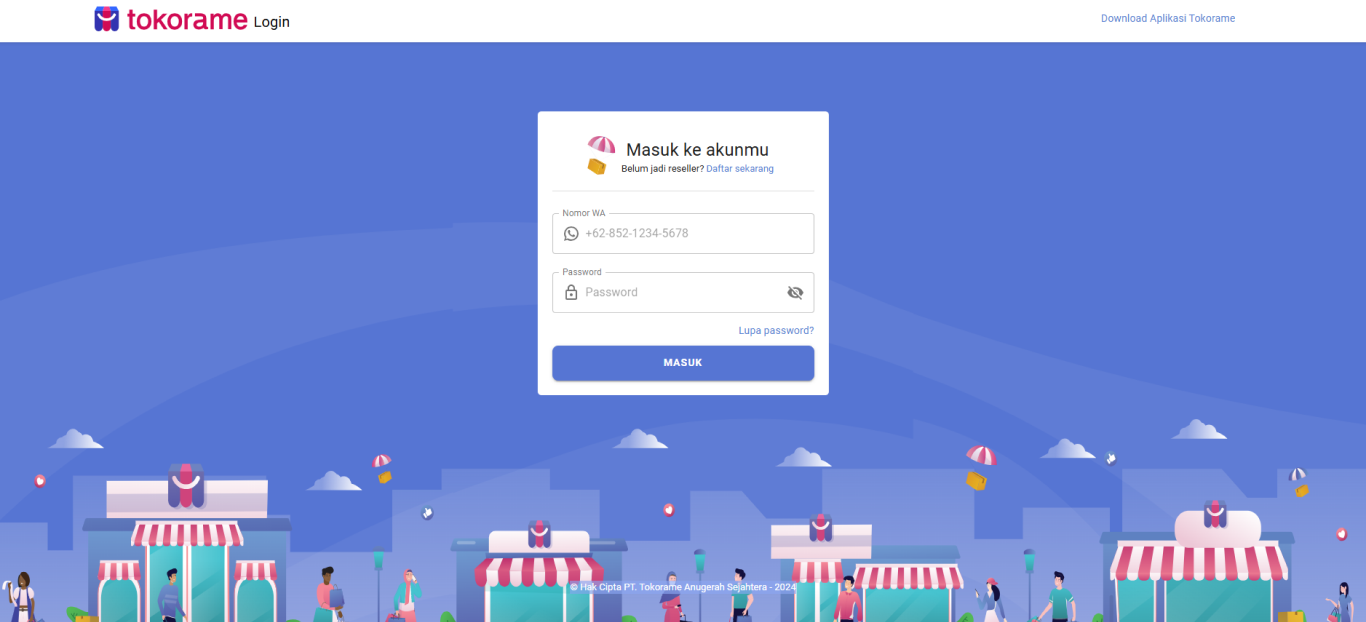 tokorame Login
Download Aplikasi Tokorame
Masuk ke akunmu
Belum jadi reseller? Daftar sekarang
Nomor WA
+62-852-1234-5678
Password
Password
Lupa password?
MASUK
© Hak Cipta PT. Tokorame Anugerah Sejahtera - 2024